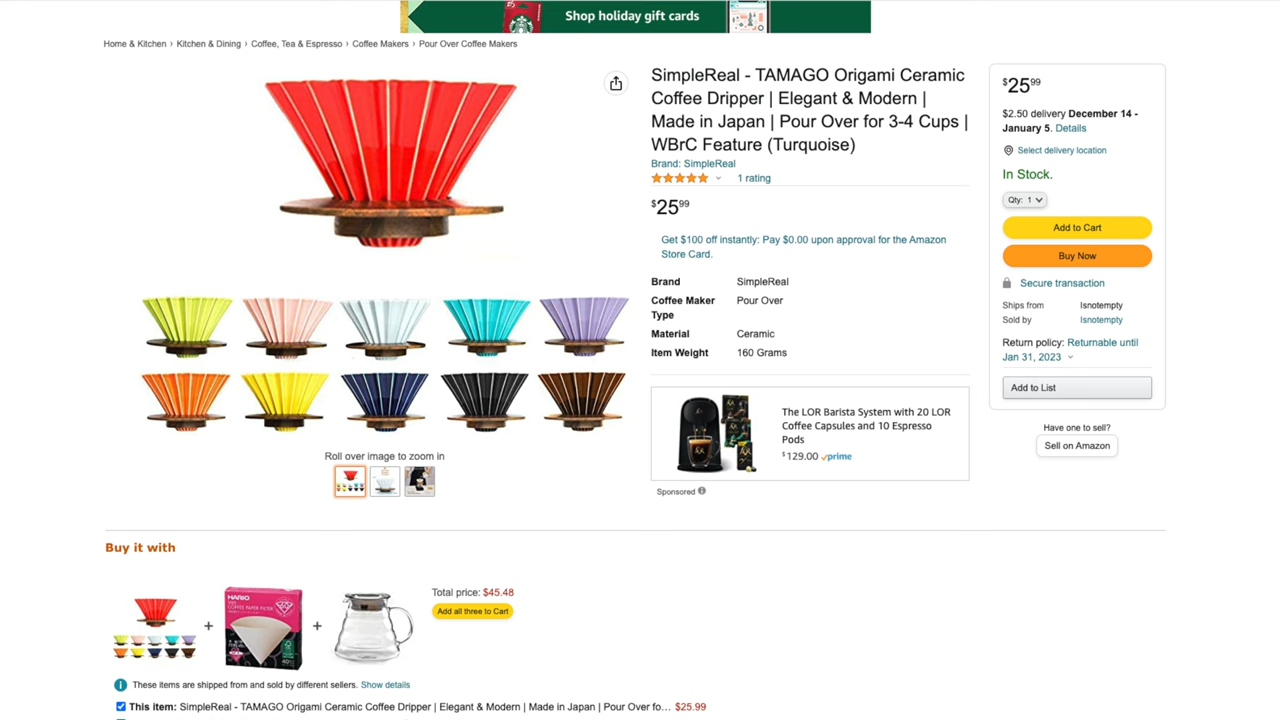 Shop holiday gift cards
Home & Kitchen › Kitchen & Dining › Coffee, Tea & Espresso › Coffee Makers › Pour Over Coffee Makers
SimpleReal - TAMAGO Origami Ceramic
Coffee Dripper | Elegant & Modern |
Made in Japan | Pour Over for 3-4 Cups |
WBrC Feature (Turquoise)
Brand: SimpleReal
1 rating
$25.99
Get $100 off instantly: Pay $0.00 upon approval for the Amazon
Store Card.
Brand SimpleReal
Coffee Maker Pour Over
Type
Material Ceramic
Item Weight 160 Grams
The LOR Barista System with 20 LOR
Coffee Capsules and 10 Espresso
Pods
$129.00 prime
Sponsored
$25.99
$2.50 delivery December 14 -
January 5. Details
Select delivery location
In Stock.
Qty: 1
Add to Cart
Buy Now
Secure transaction
Ships from Isnotempty
Sold by Isnotempty
Return policy: Returnable until
Jan 31, 2023
Add to List
Have one to sell?
Sell on Amazon
Roll over image to zoom in
Buy it with
HARIO
COFFEE PAPER FILTER
Total price: $45.48
Add all three to Cart
These items are shipped from and sold by different sellers. Show details
This item: SimpleReal - TAMAGO Origami Ceramic Coffee Dripper | Elegant & Modern | Made in Japan | Pour Over fo... $25.99